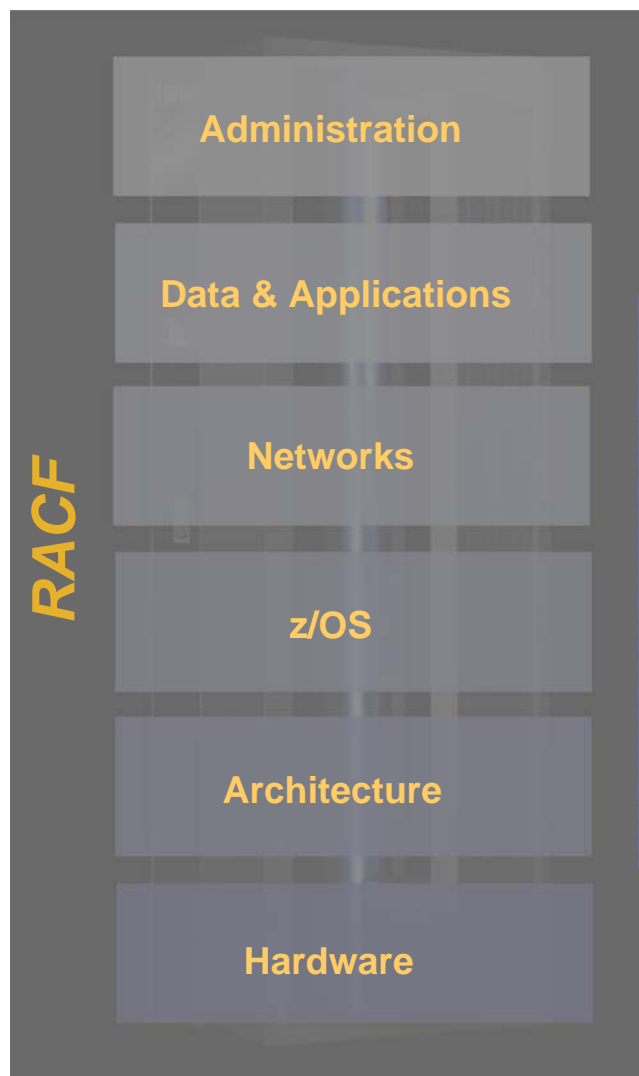 RACF
Administration
Data & Applications
Networks
z/OS
Architecture
Hardware